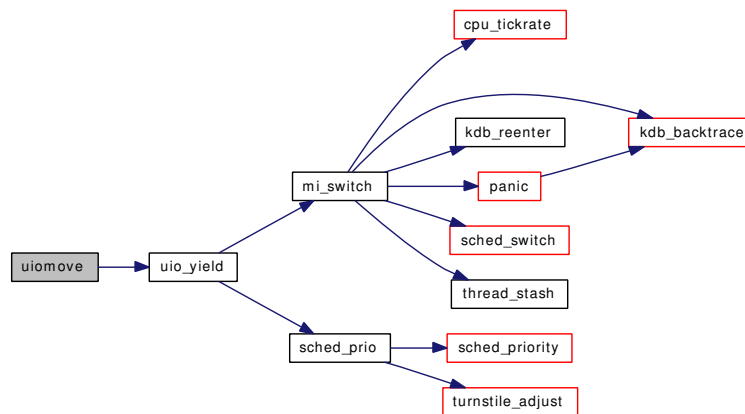 cpu_tickrate
kdb_reenter
kdb_backtrace
mi_switch
panic
sched_switch
uiomove
uio_yield
thread_stash
sched_prio
sched_priority
turnstile_adjust